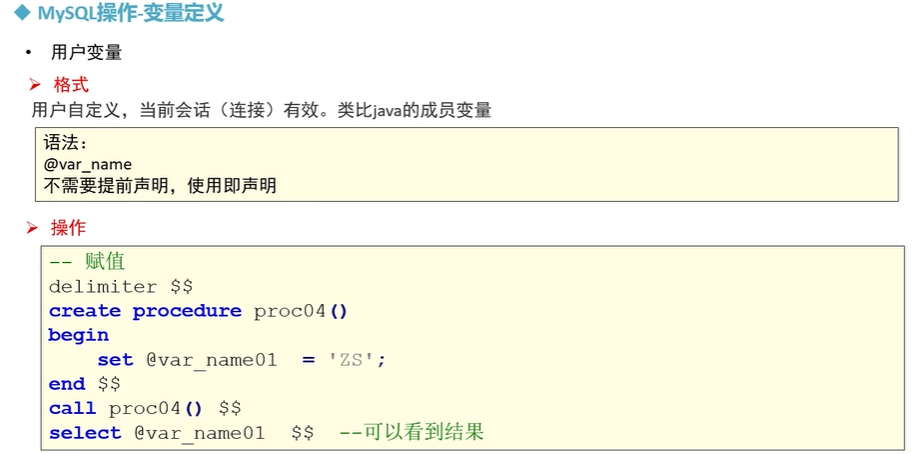 ◆ MySQL操作-变量定义
• 用户变量
➢ 格式
用户自定义，当前会话（连接）有效。类比java的成员变量
语法：
@var_name
不需要提前声明，使用即声明
➢ 操作
-- 赋值
delimiter $$
create procedure proc04()
begin
    set @var_name01  = 'ZS';
end $$
call proc04() $$
select @var_name01  $$  --可以看到结果